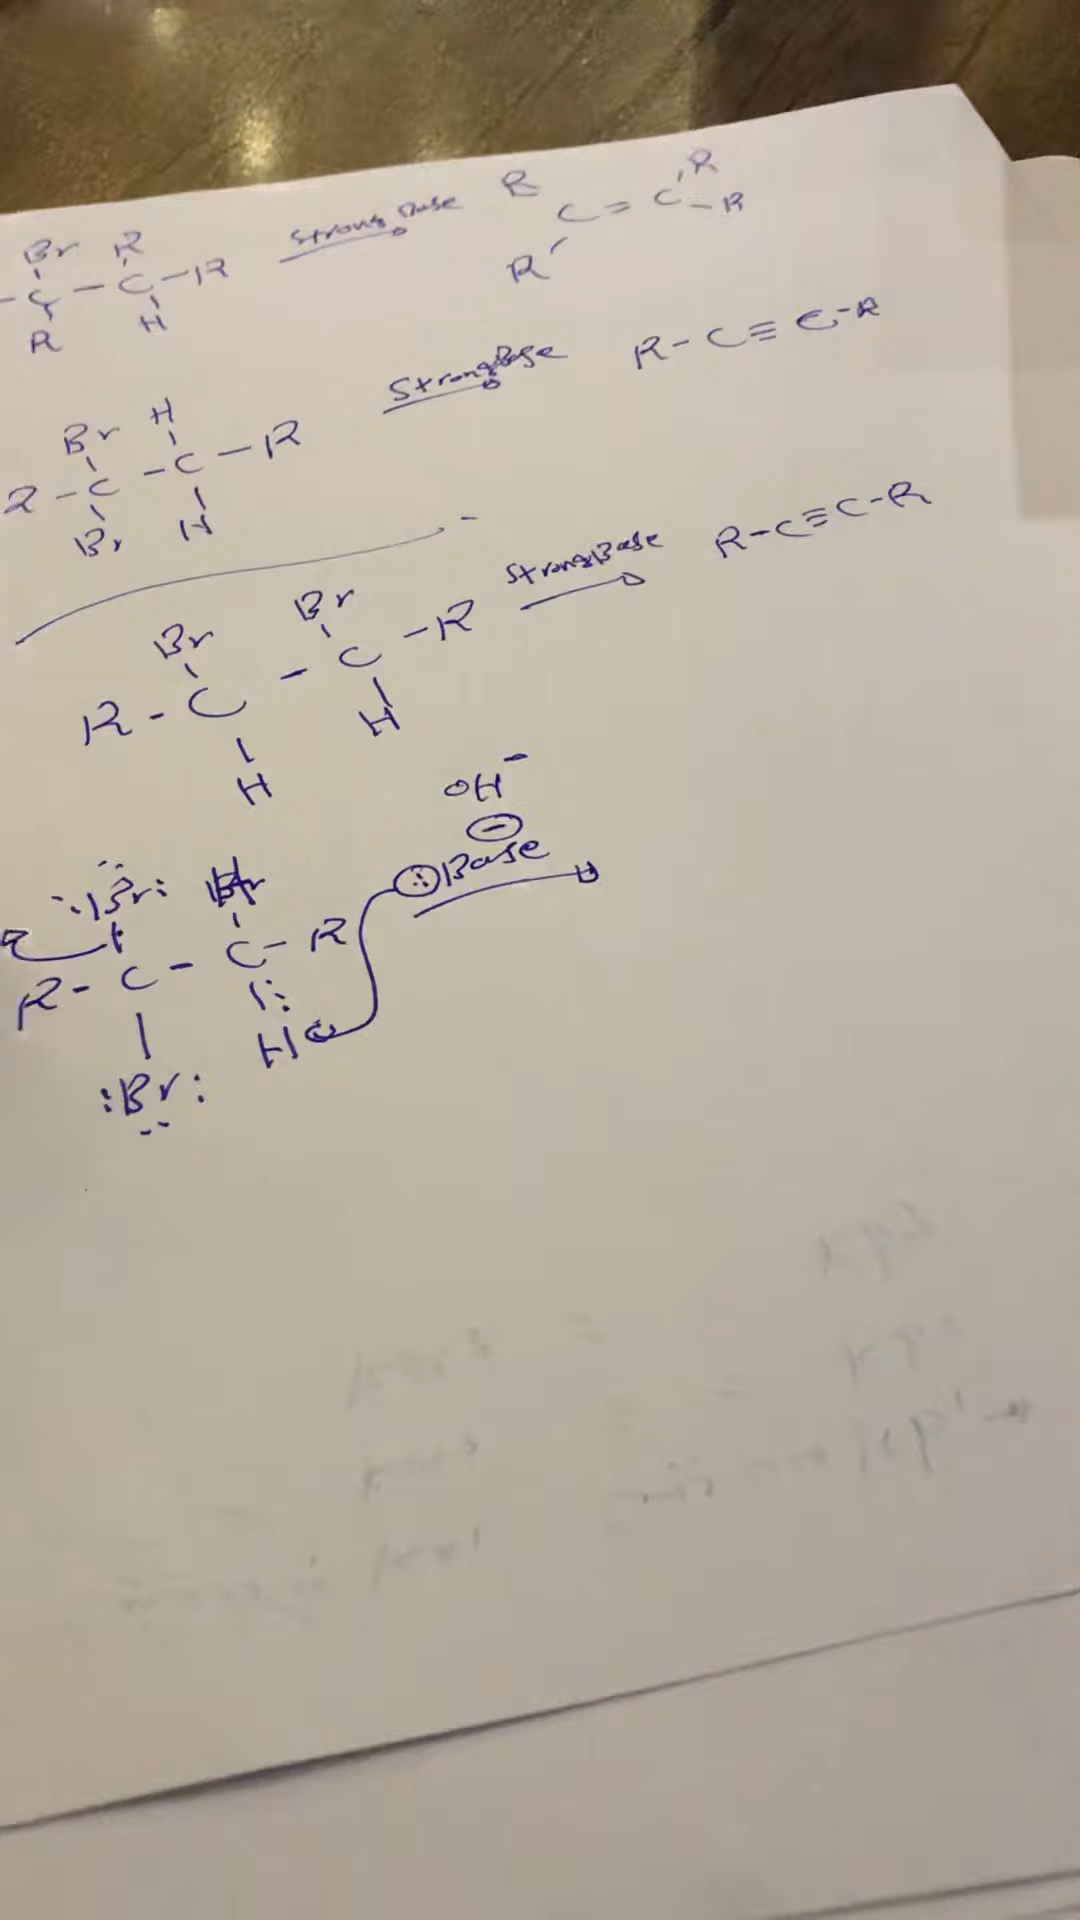 Br R
- C - C - R
R H
Strong Base
R
C = C
R
R
R
Br H
R - C - C - R
Br H
Strong Base
R - C ≡ C - R
Br Br
R - C - C - R
H H
Strong Base
R - C ≡ C - R
OH⁻
⊖
:Base
:Br: H
R - C - C - R
:Br: H